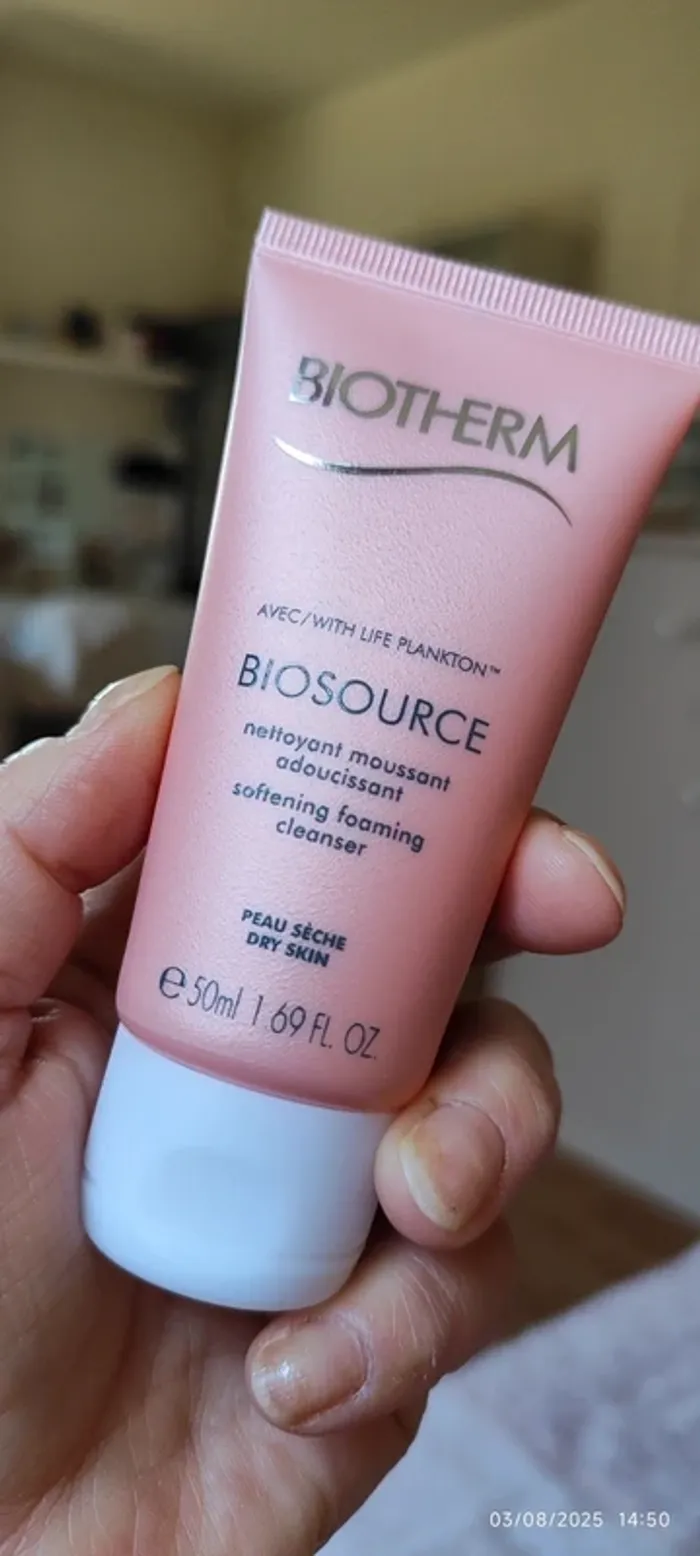 BIOTHERM
AVEC/WITH LIFE PLANKTON™
BIOSOURCE
nettoyant moussant
adoucissant
softening foaming
cleanser
PEAU SÈCHE
DRY SKIN
℮50ml 1 69 FL. OZ.
03/08/2025 14:50